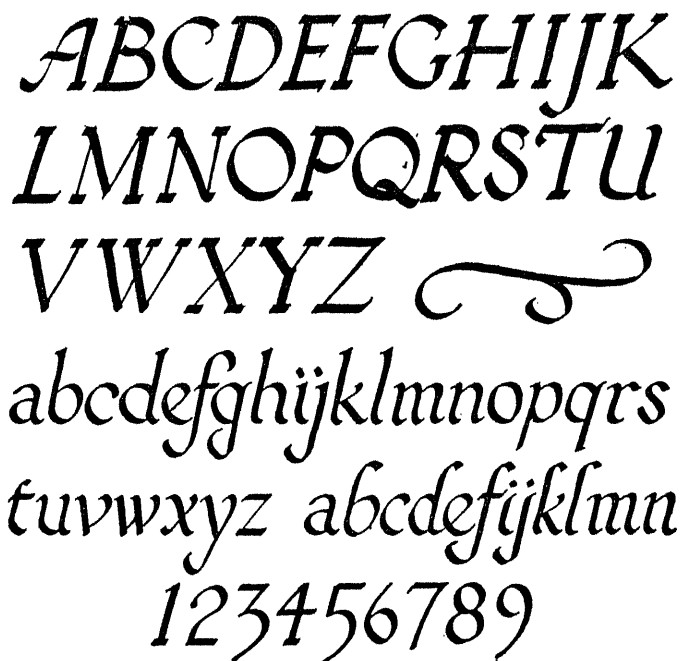 ABCDEFGHIJK
LMNOPQRSTU
VWXYZ
abcdefghijklmnopqrs
tuvwxyz abcdefijklmn
123456789